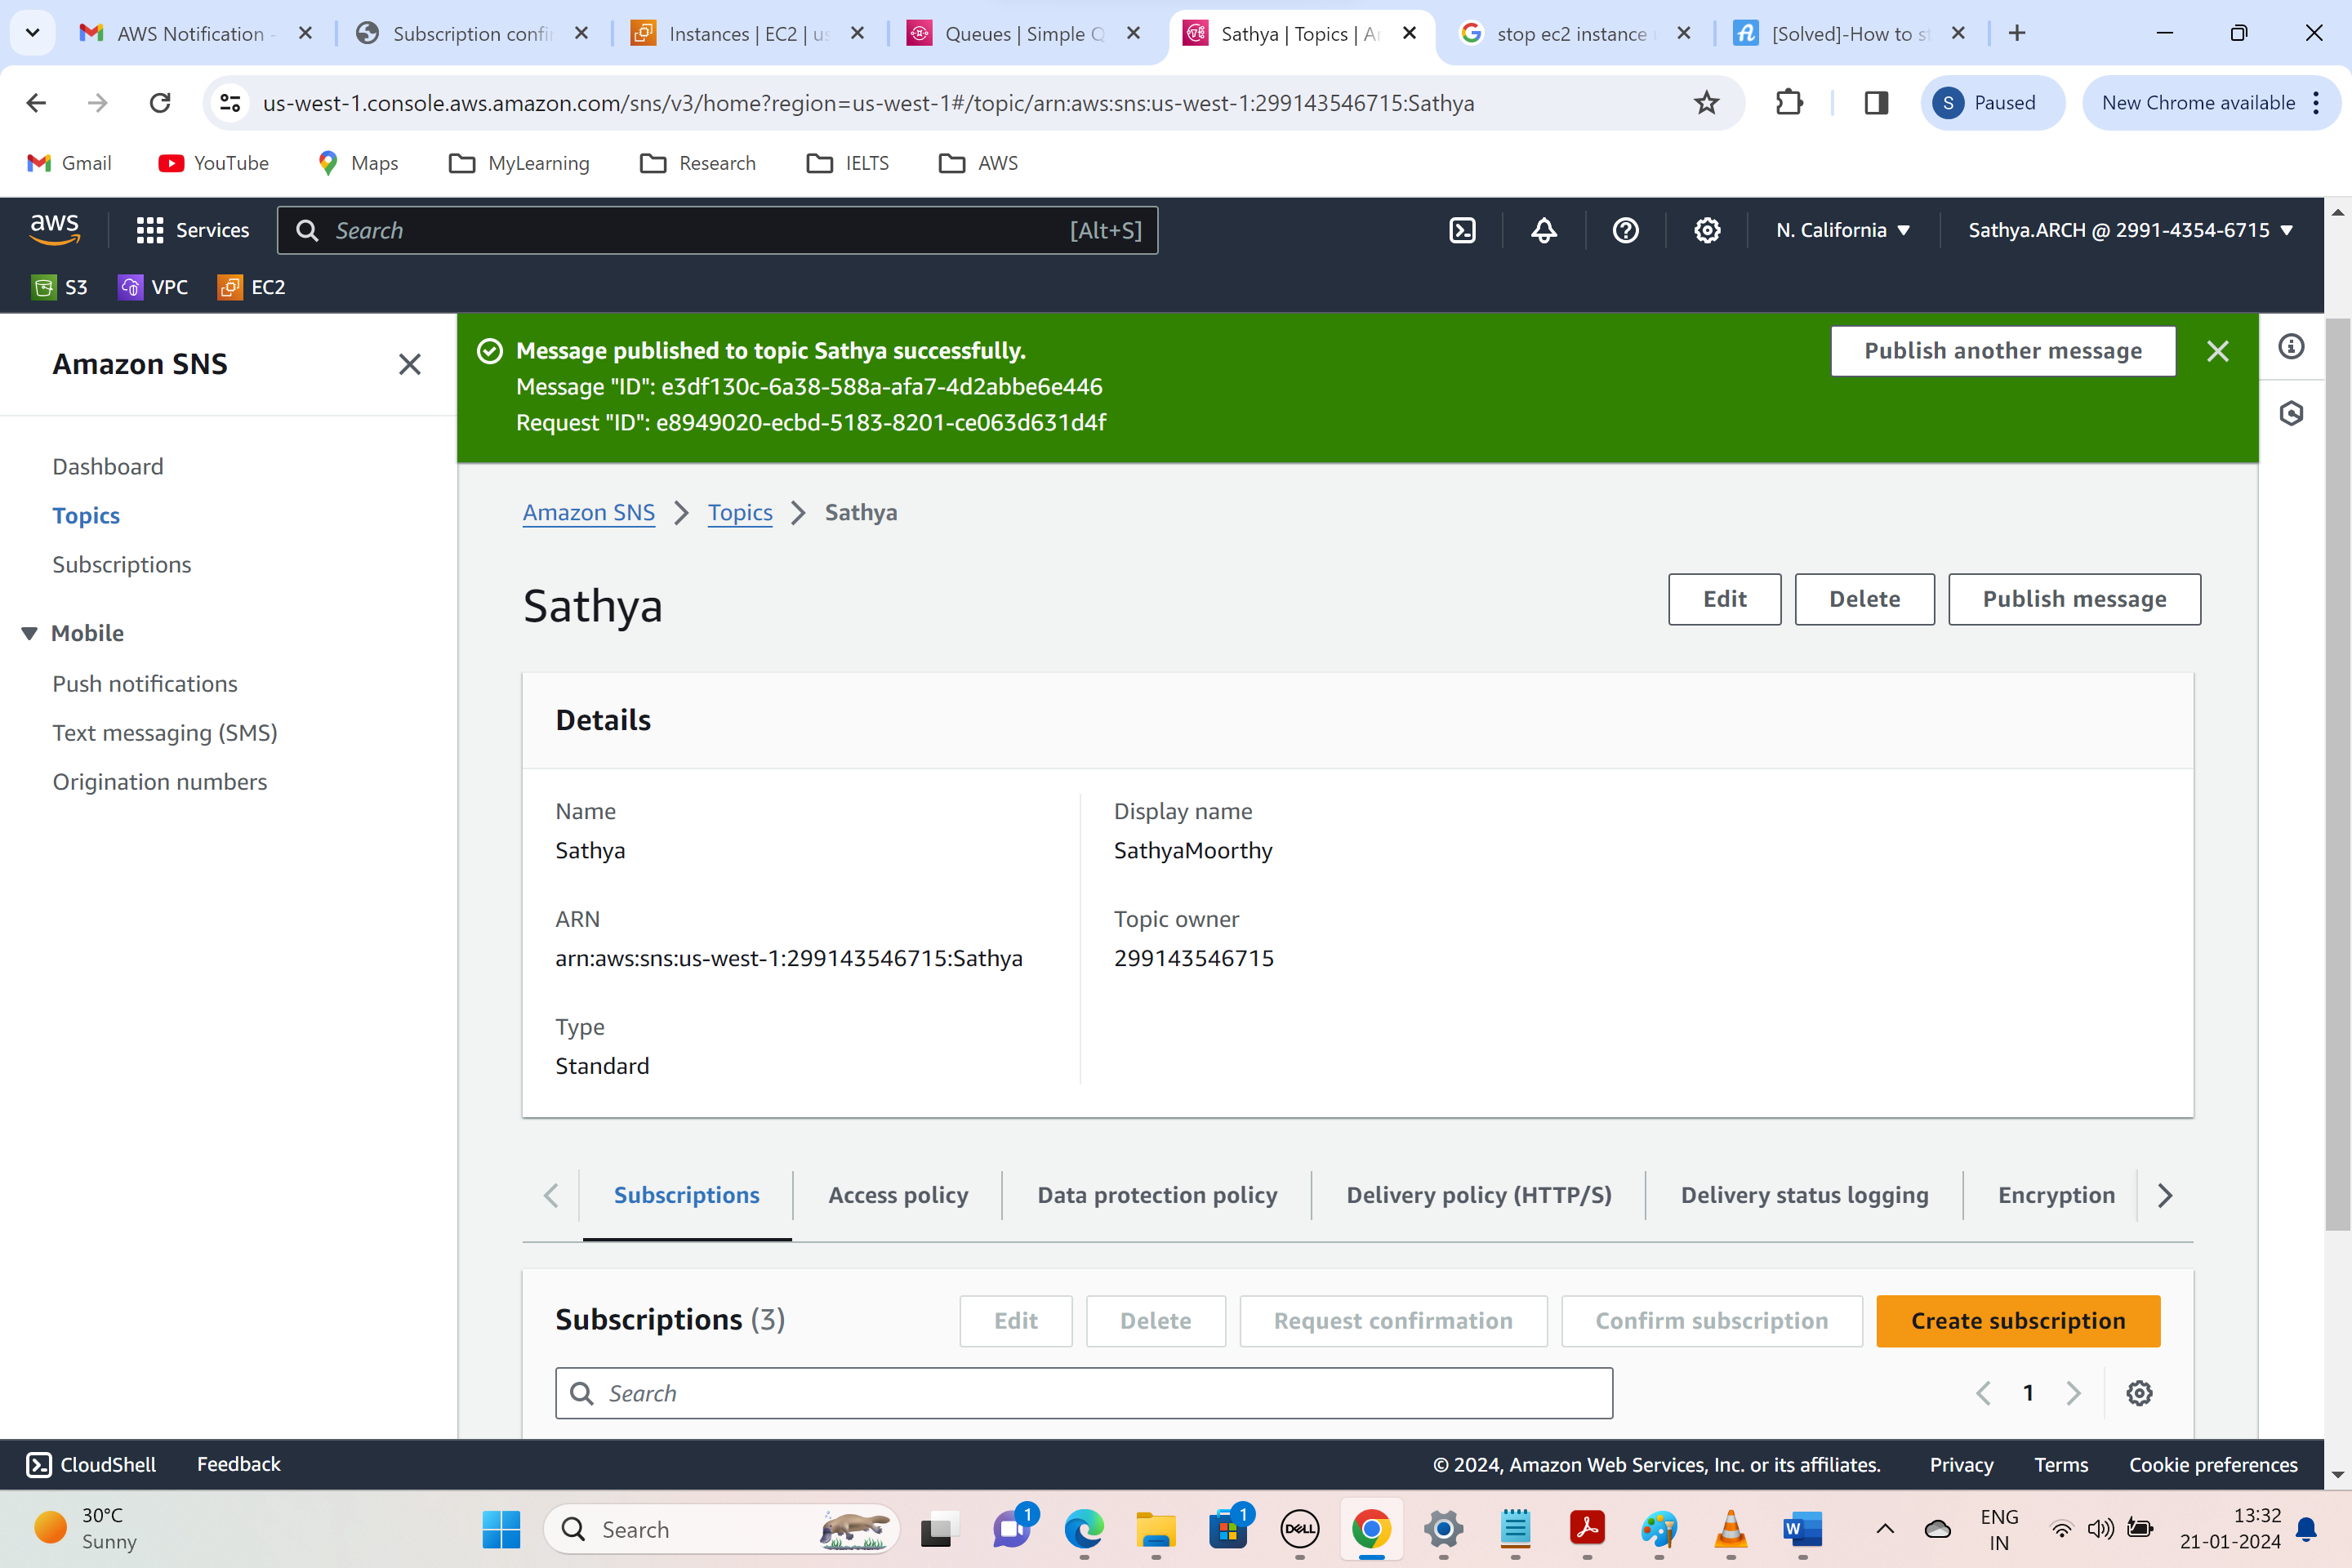 AWS Notification -
Subscription confi
Instances | EC2 | us
Queues | Simple Q
Sathya | Topics | A
stop ec2 instance
[Solved]-How to s
us-west-1.console.aws.amazon.com/sns/v3/home?region=us-west-1#/topic/arn:aws:sns:us-west-1:299143546715:Sathya
S
Paused
New Chrome available
Gmail
YouTube
Maps
MyLearning
Research
IELTS
AWS
aws
Services
Search
[Alt+S]
N. California
Sathya.ARCH @ 2991-4354-6715
S3
VPC
EC2
Amazon SNS
Dashboard
Topics
Subscriptions
Mobile
Push notifications
Text messaging (SMS)
Origination numbers
Message published to topic Sathya successfully.
Message "ID": e3df130c-6a38-588a-afa7-4d2abbe6e446
Request "ID": e8949020-ecbd-5183-8201-ce063d631d4f
Publish another message
Amazon SNS
Topics
Sathya
Sathya
Edit
Delete
Publish message
Details
Name
Sathya
Display name
SathyaMoorthy
ARN
arn:aws:sns:us-west-1:299143546715:Sathya
Topic owner
299143546715
Type
Standard
Subscriptions
Access policy
Data protection policy
Delivery policy (HTTP/S)
Delivery status logging
Encryption
Subscriptions (3)
Edit
Delete
Request confirmation
Confirm subscription
Create subscription
Search
1
CloudShell
Feedback
© 2024, Amazon Web Services, Inc. or its affiliates.
Privacy
Terms
Cookie preferences
30°C
Sunny
Search
1
1
DELL
W
ENG
IN
13:32
21-01-2024